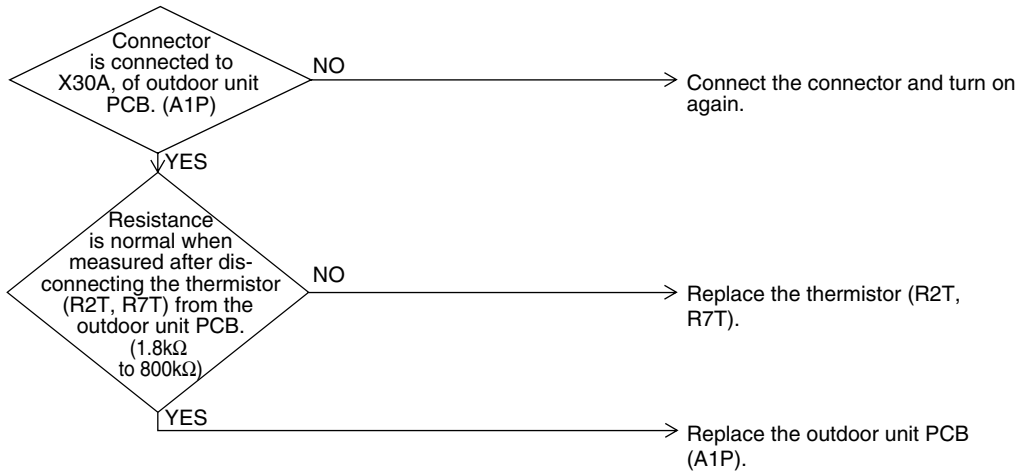 Connector
is connected to
X30A, of outdoor unit
PCB. (A1P)
NO
Connect the connector and turn on
again.
YES
Resistance
is normal when
measured after dis-
connecting the thermistor
(R2T, R7T) from the
outdoor unit PCB.
(1.8kΩ
to 800kΩ)
NO
Replace the thermistor (R2T,
R7T).
YES
Replace the outdoor unit PCB
(A1P).